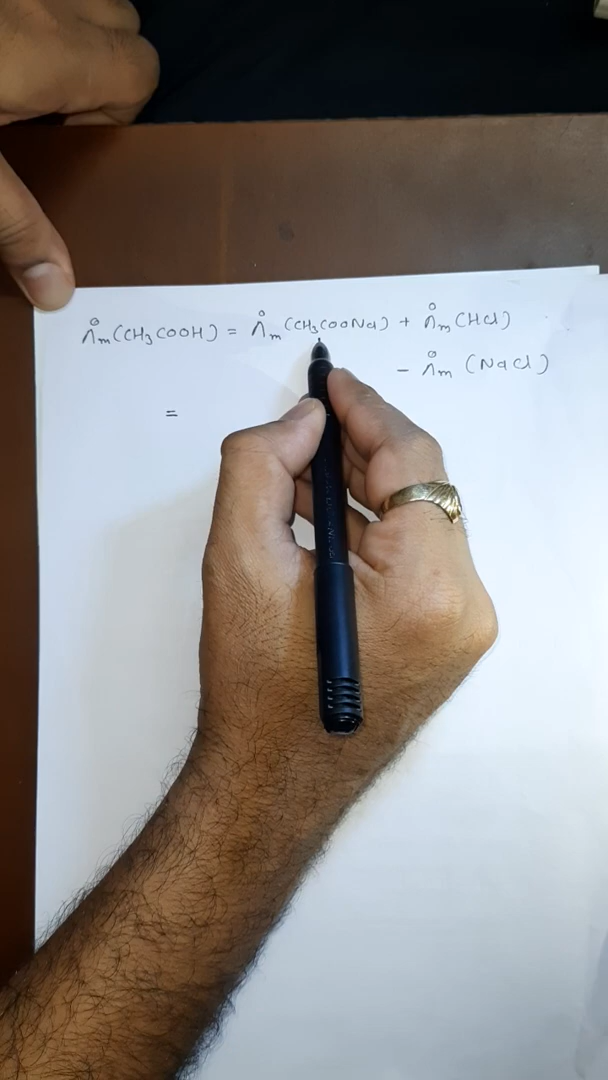 Λ°m(CH3COOH) = Λ°m(CH3COONa) + Λ°m(HCl)
- Λ°m (NaCl)
=